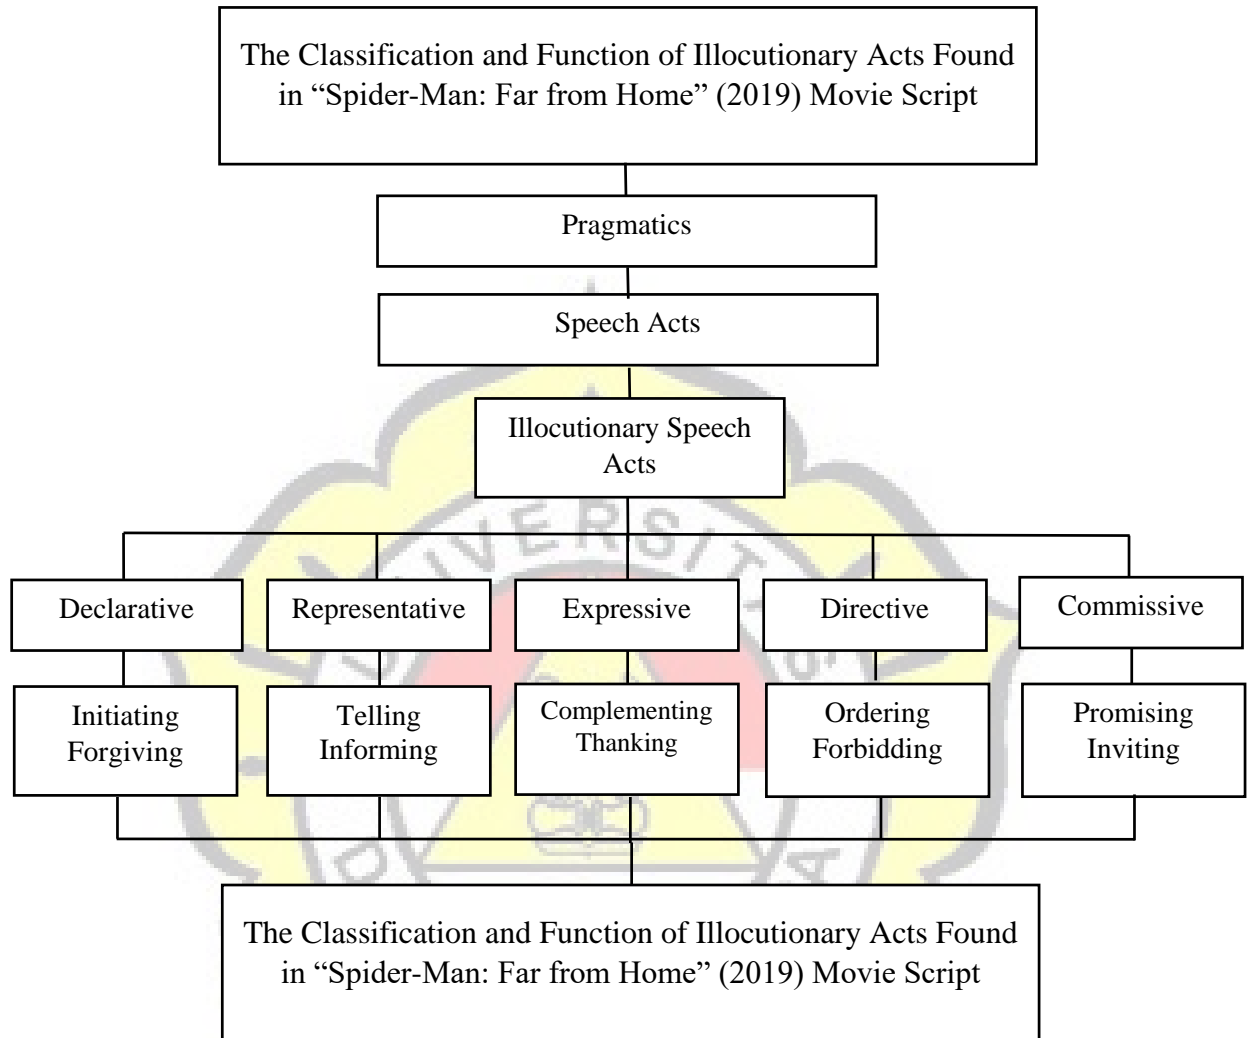 The Classification and Function of Illocutionary Acts Found
in “Spider-Man: Far from Home” (2019) Movie Script
Pragmatics
Speech Acts
Illocutionary Speech
Acts
UNIVERSITAS
Declarative
Representative
Expressive
Directive
Commissive
Initiating
Forgiving
Telling
Informing
Complementing
Thanking
Ordering
Forbidding
Promising
Inviting
The Classification and Function of Illocutionary Acts Found
in “Spider-Man: Far from Home” (2019) Movie Script